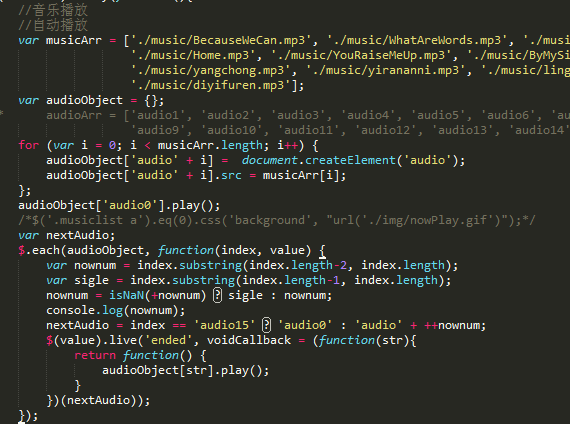 //音乐播放
//自动播放
var musicArr = ['./music/BecauseWeCan.mp3', './music/WhatAreWords.mp3', './mus
'./music/Home.mp3', './music/YouRaiseMeUp.mp3', './music/ByMySi
'./music/yangchong.mp3', './music/yirananni.mp3', './music/ling
'./music/diyifuren.mp3'];
var audioObject = {};
* audioArr = ['audio1', 'audio2', 'audio3', 'audio4', 'audio5', 'audio6', 'au
'audio9', 'audio10', 'audio11', 'audio12', 'audio13', 'audio14'
for (var i = 0; i < musicArr.length; i++) {
audioObject['audio' + i] = document.createElement('audio');
audioObject['audio' + i].src = musicArr[i];
};
audioObject['audio0'].play();
/*$('.musiclist a').eq(0).css('background', "url('./img/nowPlay.gif')");*/
var nextAudio;
$.each(audioObject, function(index, value) {
var nownum = index.substring(index.length-2, index.length);
var sigle = index.substring(index.length-1, index.length);
nownum = isNaN(+nownum) ? sigle : nownum;
console.log(nownum);
nextAudio = index == 'audio15' ? 'audio0' : 'audio' + ++nownum;
$(value).live('ended', voidCallback = (function(str){
return function() {
audioObject[str].play();
}
})(nextAudio));
});